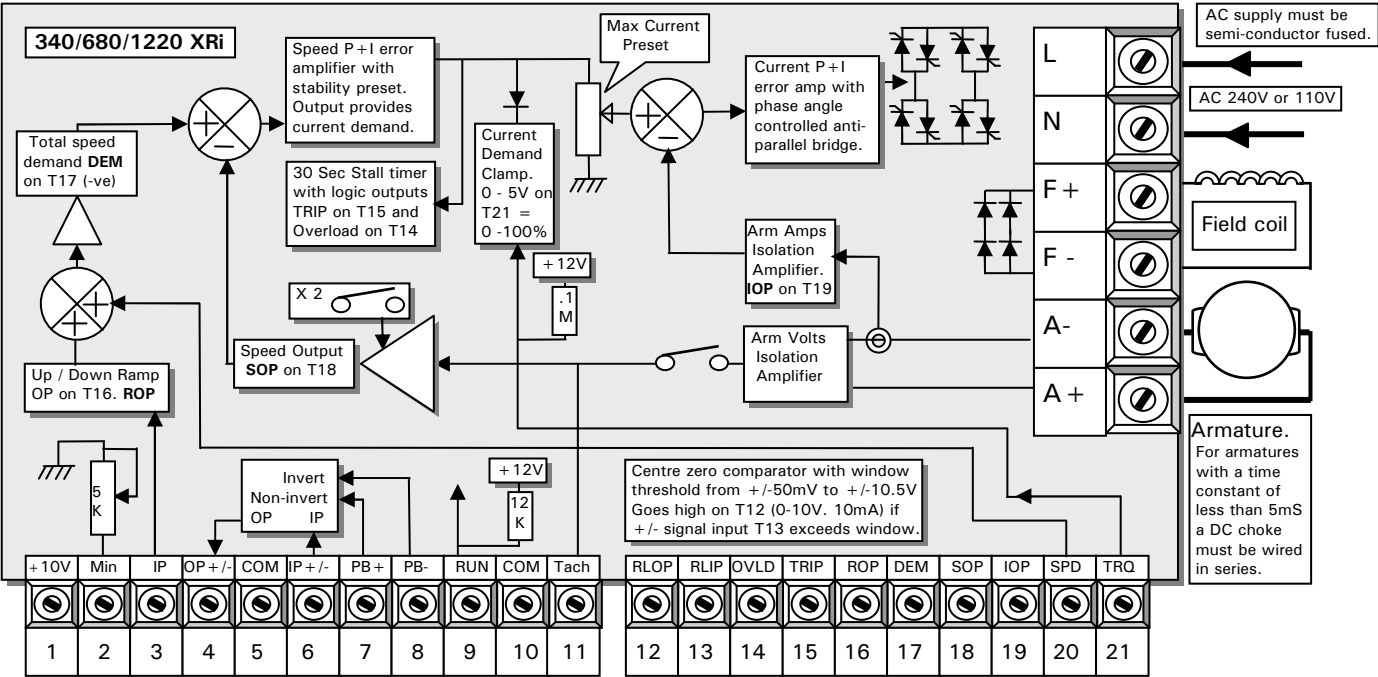 340/680/1220 XRi
Speed P+I error
amplifier with
stability preset.
Output provides
current demand.
Max Current
Preset
Current P+I
error amp with
phase angle
controlled anti-
parallel bridge.
AC supply must be
semi-conductor fused.
AC 240V or 110V
L
N
F+
F -
A-
A +
Field coil
Total speed
demand DEM
on T17 (-ve)
+
−
30 Sec Stall timer
with logic outputs
TRIP on T15 and
Overload on T14
Current
Demand
Clamp.
0 - 5V on
T21 =
0 -100%
+
−
Arm Amps
Isolation
Amplifier.
IOP on T19
+12V
.1
M
X 2
+
+
Speed Output
SOP on T18
Arm Volts
Isolation
Amplifier
Up / Down Ramp
OP on T16. ROP
5
K
Invert
Non-invert
OP IP
+12V
12
K
Centre zero comparator with window
threshold from +/-50mV to +/-10.5V
Goes high on T12 (0-10V. 10mA) if
+/- signal input T13 exceeds window.
Armature.
For armatures
with a time
constant of
less than 5mS
a DC choke
must be wired
in series.
+10V Min IP OP+/- COM IP+/- PB+ PB- RUN COM Tach
1 2 3 4 5 6 7 8 9 10 11
RLOP RLIP OVLD TRIP ROP DEM SOP IOP SPD TRQ
12 13 14 15 16 17 18 19 20 21